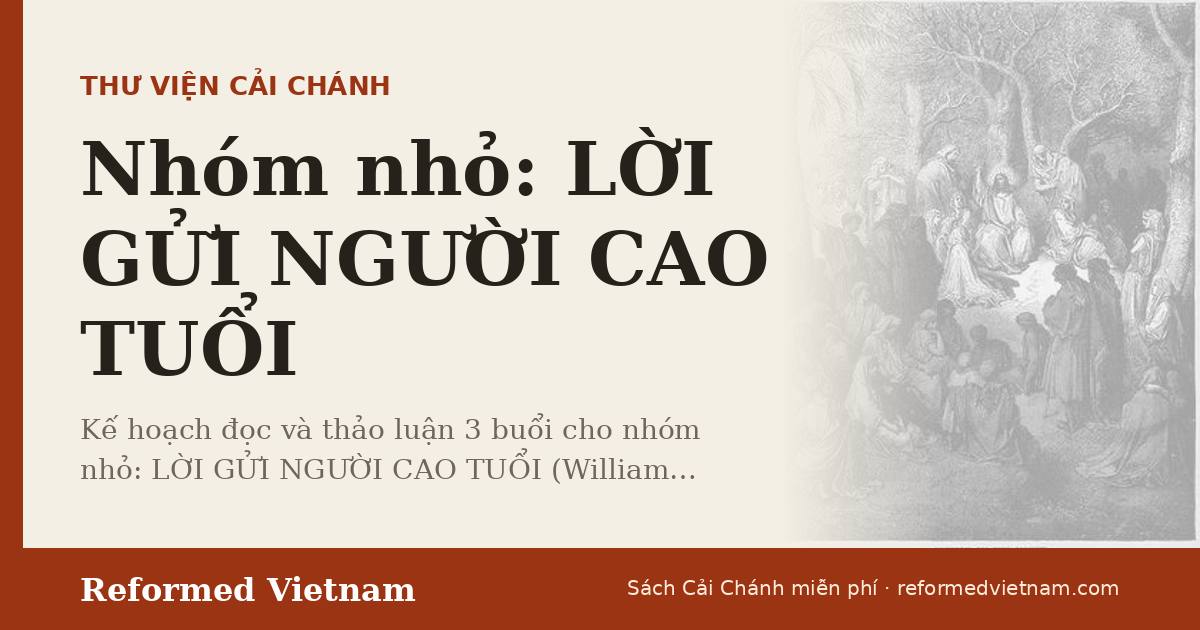 THƯ VIỆN CẢI CHÁNH
Nhóm nhỏ: LỜI
GỬI NGƯỜI CAO
TUỔI
Kế hoạch đọc và thảo luận 3 buổi cho nhóm
nhỏ: LỜI GỬI NGƯỜI CAO TUỔI (William...
Reformed Vietnam
Sách Cải Chánh miễn phí · reformedvietnam.com